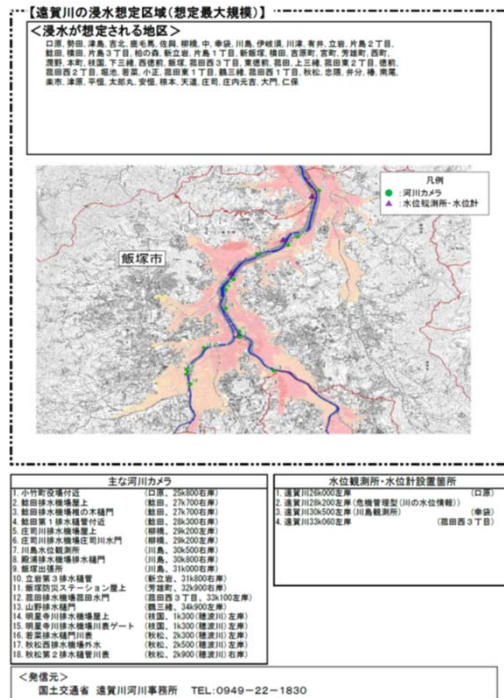 【遠賀川の浸水想定区域(想定最大規模)】
＜浸水が想定される地区＞
口原, 勢田, 津島, 吉北, 鹿毛馬, 佐與, 柳橋, 中, 幸袋, 川島, 伊岐須, 川津, 有井, 立岩, 片島2丁目,
鯰田, 横田, 片島3丁目, 柏の森, 新立岩, 片島1丁目, 新飯塚, 横田, 吉原町, 宮町, 芳雄町, 西町,
潤野, 本町, 枝国, 下三緒, 西徳前, 飯塚, 菰田西3丁目, 東徳前, 菰田, 上三緒, 菰田東2丁目, 徳前,
菰田西2丁目, 堀池, 若菜, 小正, 菰田東1丁目, 鶴三緒, 菰田西1丁目, 秋松, 忠隈, 弁分, 椿, 南尾,
楽市, 津原, 平恒, 太郎丸, 安恒, 椋本, 天道, 庄司, 庄内元吉, 大門, 仁保
凡例
●:河川カメラ
▲:水位観測所・水位計
飯塚市
主な河川カメラ
1. 小竹町役場付近 (口原, 25k800右岸)
2. 鯰田排水機場屋上 (鯰田, 27k700右岸)
3. 鯰田排水機場椎の木樋門 (鯰田, 27k700右岸)
4. 鯰田第1排水樋管付近 (鯰田, 28k300右岸)
5. 庄司川排水機場屋上 (柳橋, 29k200左岸)
6. 庄司川排水機場庄司川水門 (柳橋, 29k200左岸)
7. 川島水位観測所 (川島, 30k500右岸)
8. 殿浦排水機場排水樋門 (川島, 30k800右岸)
9. 飯塚出張所 (川島, 31k000右岸)
10. 立岩第3排水樋管 (新立岩, 31k800右岸)
11. 飯塚防災ステーション屋上 (芳雄町, 32k900右岸)
12. 菰田排水機場菰田水門 (菰田西3丁目, 33k100左岸)
13. 山野排水樋門 (鶴三緒, 34k900左岸)
14. 明星寺川排水機場屋上 (枝国, 1k300(穂波川)左岸)
15. 明星寺川排水機場川表ゲート (枝国, 1k300(穂波川)左岸)
16. 若菜排水樋門川表 (秋松, 2k300(穂波川)左岸)
17. 秋松西排水機場外水 (秋松, 2k500(穂波川)左岸)
18. 秋松第2排水樋管川表 (秋松, 2k900(穂波川)右岸)
水位観測所・水位計設置箇所
1. 遠賀川26k000左岸 (口原)
2. 遠賀川28k200左岸(危機管理型(川の水位情報))
3. 遠賀川30k500左岸(川島観測所) (幸袋)
4. 遠賀川33k060左岸 (菰田西3丁目)
＜発信元＞
国土交通省 遠賀川河川事務所 TEL:0949-22-1830